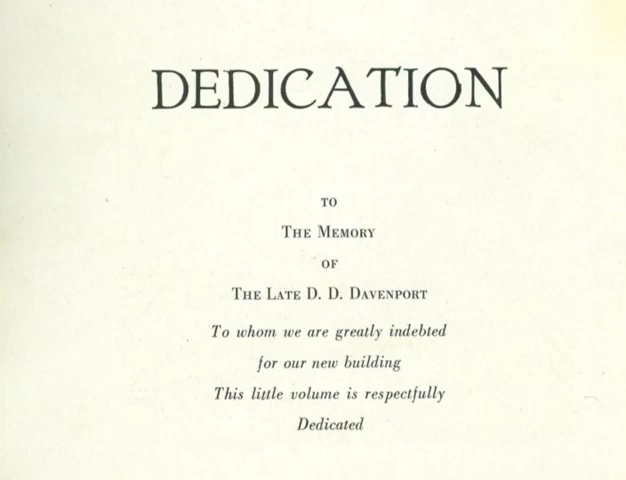 DEDICATION
TO
THE MEMORY
OF
THE LATE D. D. DAVENPORT
To whom we are greatly indebted
for our new building
This little volume is respectfully
Dedicated